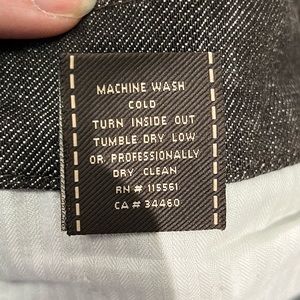 MACHINE WASH
COLD
TURN INSIDE OUT
TUMBLE DRY LOW
OR PROFESSIONALLY
DRY CLEAN
RN # 115561
CA # 34460